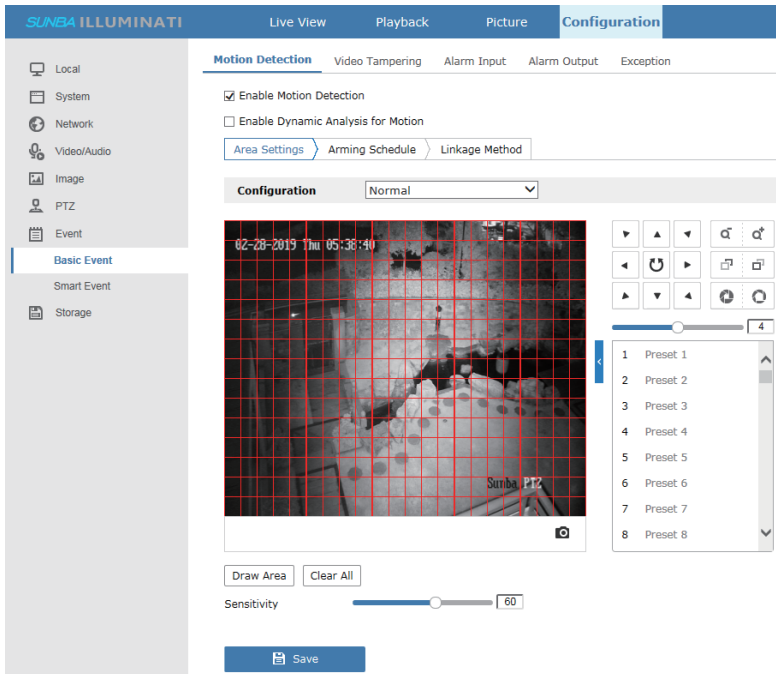 SUNBA ILLUMINATI
Live View Playback Picture Configuration
Local
System
Network
Video/Audio
Image
PTZ
Event
Basic Event
Smart Event
Storage
Motion Detection Video Tampering Alarm Input Alarm Output Exception
Enable Motion Detection
Enable Dynamic Analysis for Motion
Area Settings Arming Schedule Linkage Method
Configuration Normal
02-28-2019 Thu 05:38:40
Sunba PTZ
4
1 Preset 1
2 Preset 2
3 Preset 3
4 Preset 4
5 Preset 5
6 Preset 6
7 Preset 7
8 Preset 8
Draw Area Clear All
Sensitivity 60
Save